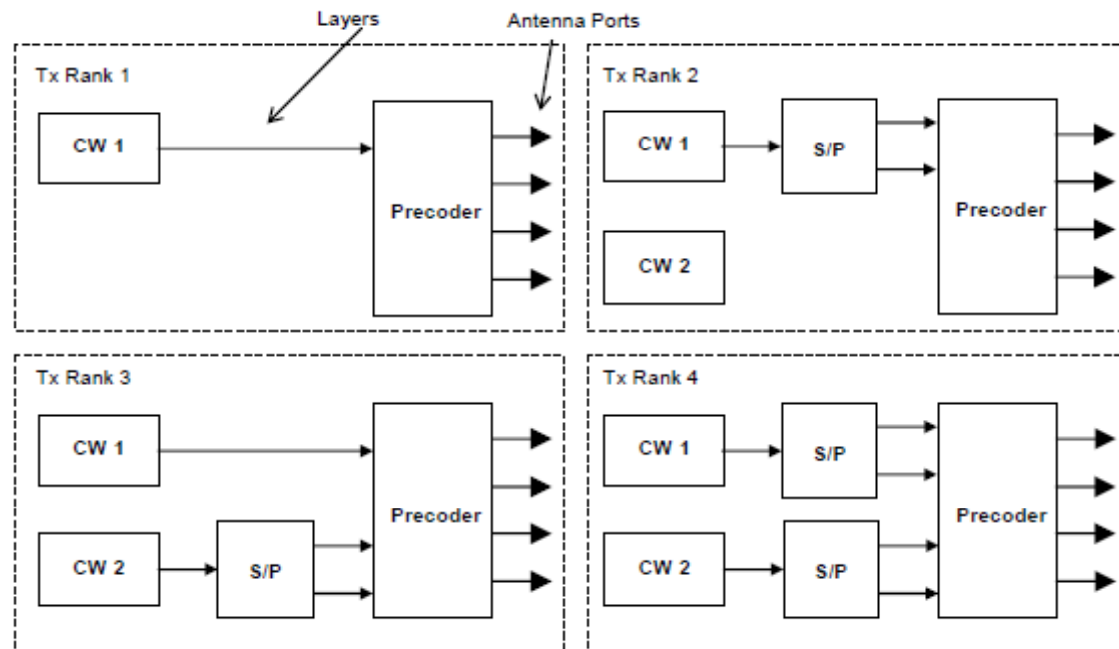 Layers
Antenna Ports
Tx Rank 1
CW 1
Precoder
Tx Rank 2
CW 1
S/P
Precoder
CW 2
Tx Rank 3
CW 1
Precoder
CW 2
S/P
Tx Rank 4
CW 1
S/P
Precoder
CW 2
S/P